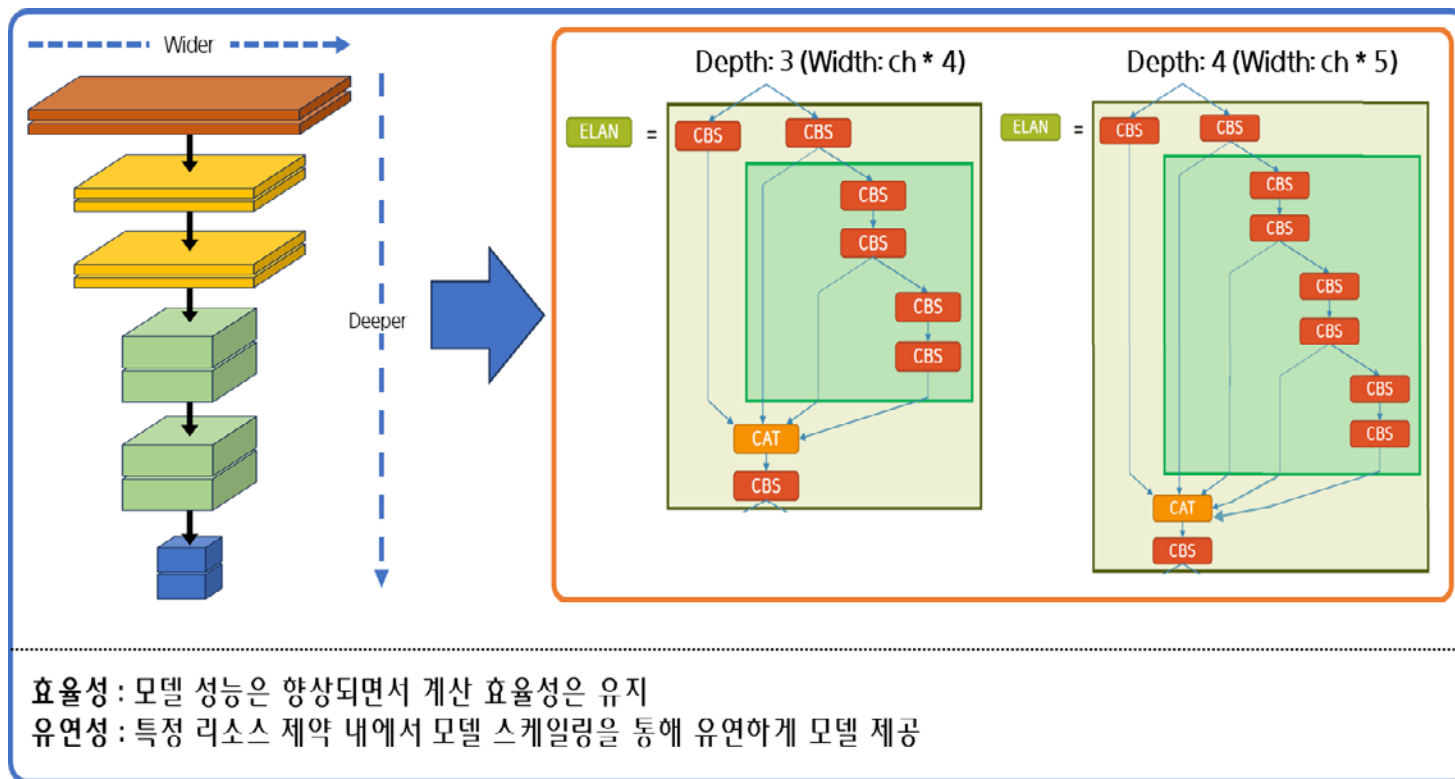 Wider
Deeper
Depth: 3 (Width: ch * 4)
ELAN =
CBS CBS
CBS
CBS
CBS
CBS
CAT
CBS
Depth: 4 (Width: ch * 5)
ELAN =
CBS CBS
CBS
CBS
CBS
CBS
CBS
CBS
CAT
CBS
효율성 : 모델 성능은 향상되면서 계산 효율성은 유지
유연성 : 특정 리소스 제약 내에서 모델 스케일링을 통해 유연하게 모델 제공